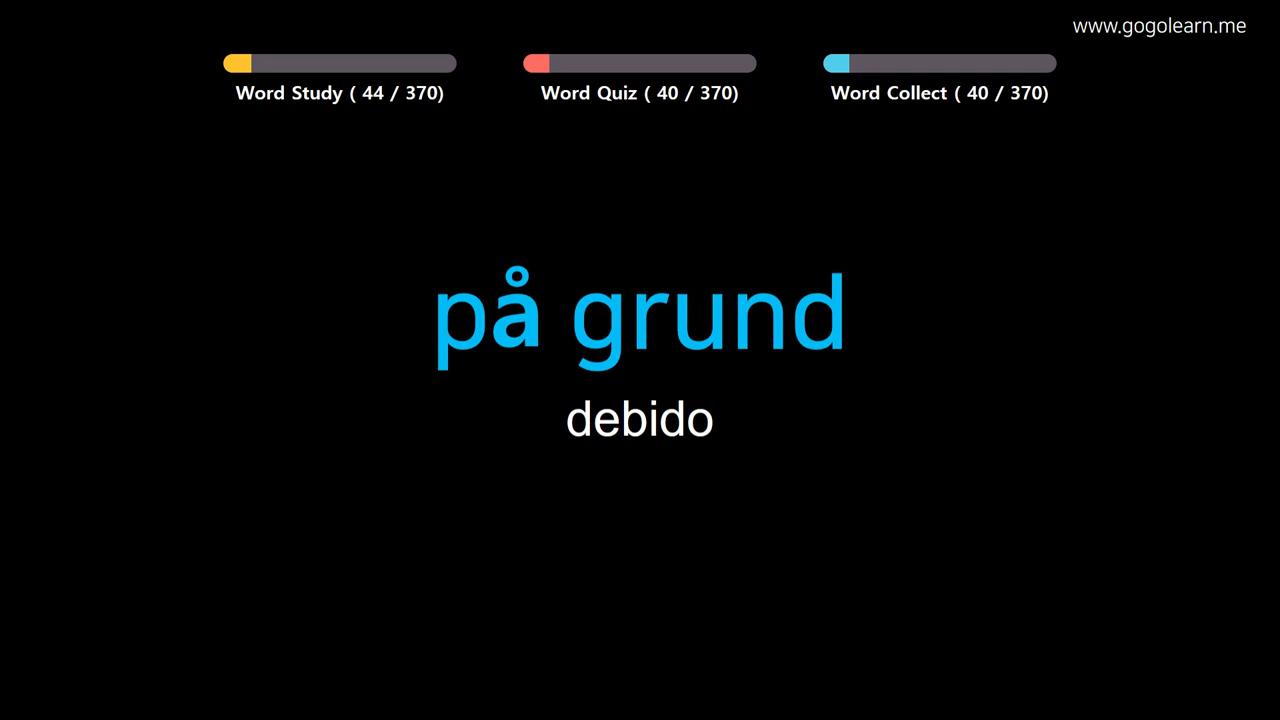 www.gogolearn.me
Word Study ( 44 / 370)
Word Quiz ( 40 / 370)
Word Collect ( 40 / 370)
på grund
debido